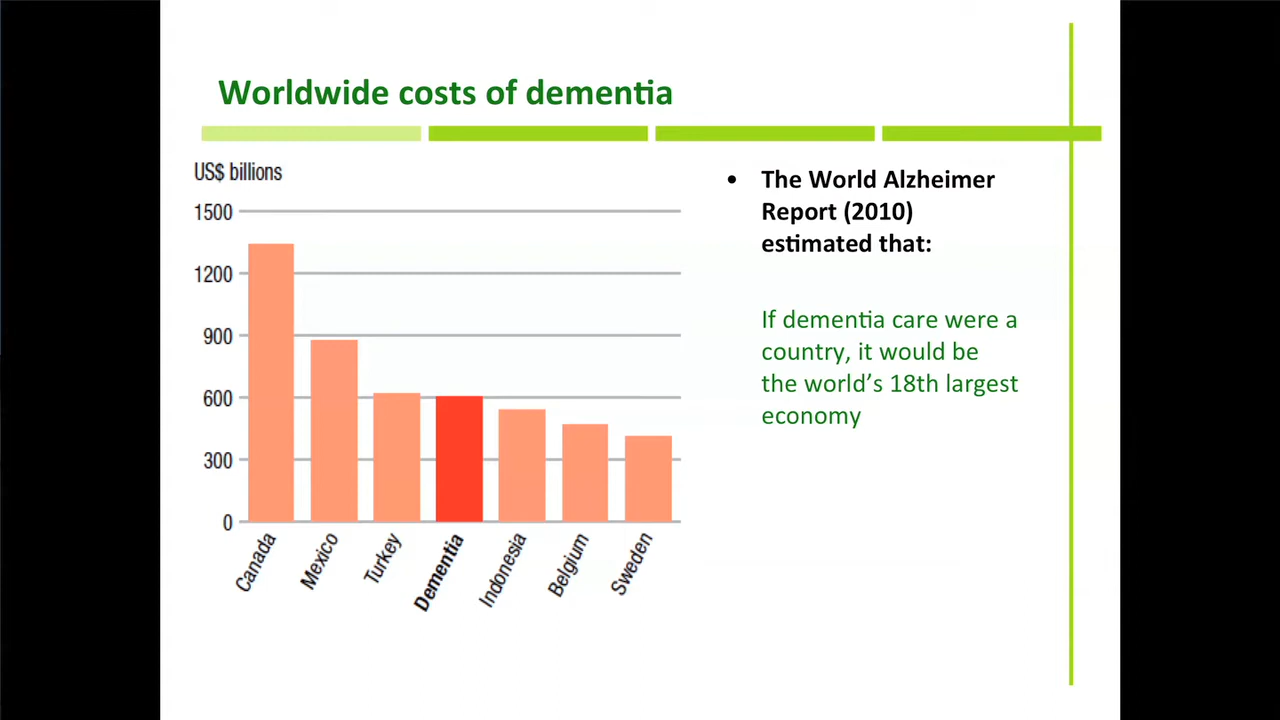 Worldwide costs of dementia
US$ billions
1500
1200
900
600
300
0
Canada
Mexico
Turkey
Dementia
Indonesia
Belgium
Sweden
• The World Alzheimer
Report (2010)
estimated that:
If dementia care were a
country, it would be
the world’s 18th largest
economy